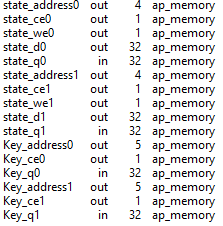 state_address0 out 4 ap_memory
state_ce0 out 1 ap_memory
state_we0 out 1 ap_memory
state_d0 out 32 ap_memory
state_q0 in 32 ap_memory
state_address1 out 4 ap_memory
state_ce1 out 1 ap_memory
state_we1 out 1 ap_memory
state_d1 out 32 ap_memory
state_q1 in 32 ap_memory
Key_address0 out 5 ap_memory
Key_ce0 out 1 ap_memory
Key_q0 in 32 ap_memory
Key_address1 out 5 ap_memory
Key_ce1 out 1 ap_memory
Key_q1 in 32 ap_memory